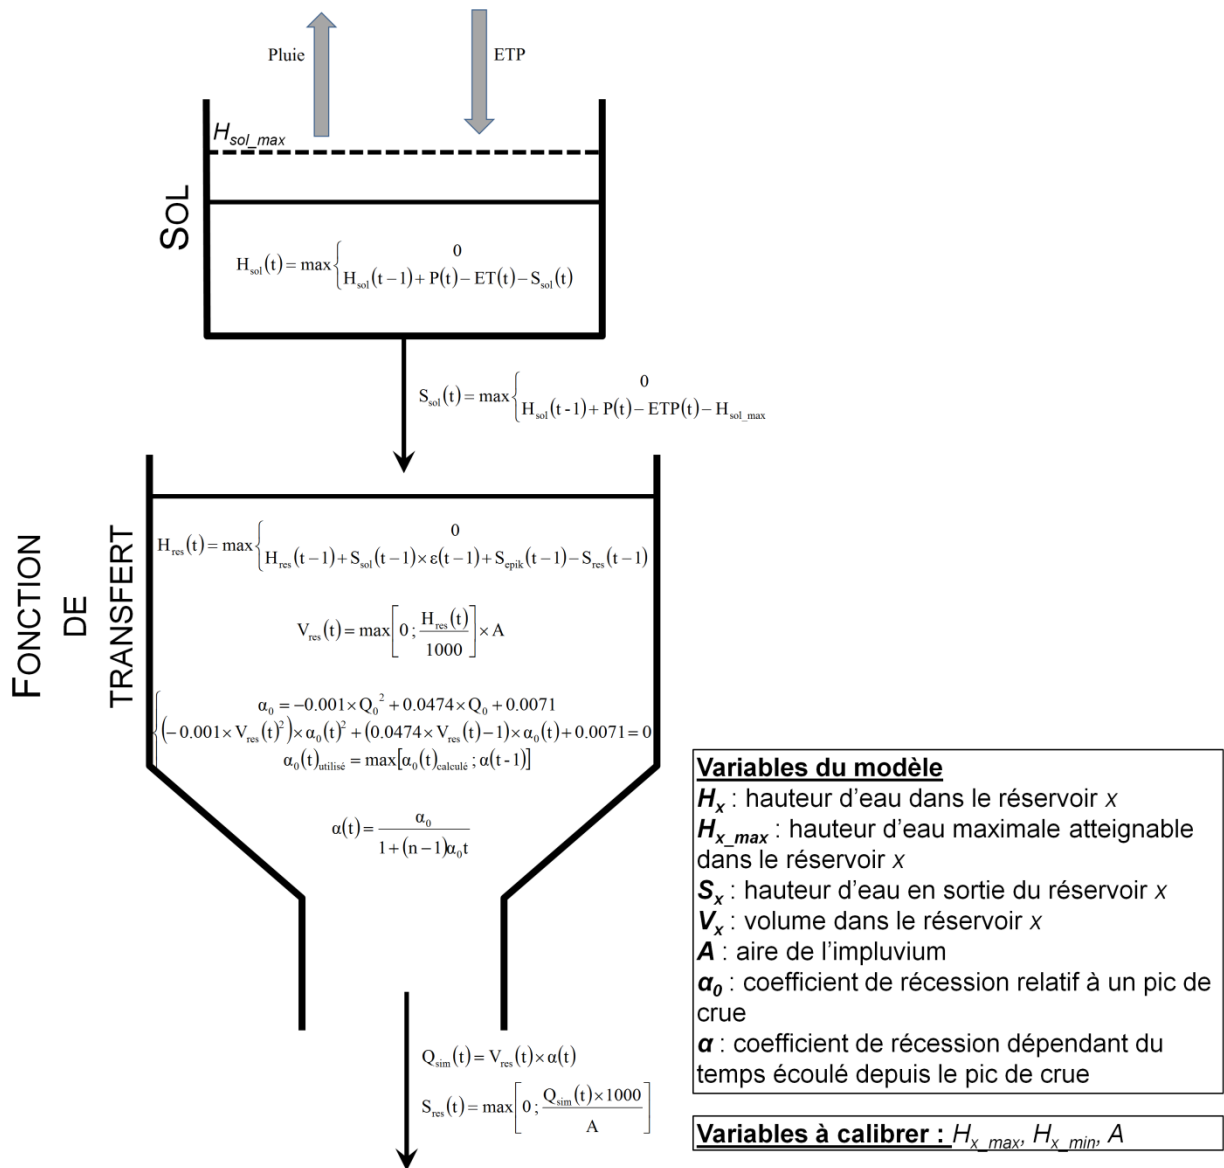 Pluie
ETP
H_sol_max
SOL
H_sol(t) = max { 0
H_sol(t−1) + P(t) − ET(t) − S_sol(t)
S_sol(t) = max { 0
H_sol(t-1) + P(t) − ETP(t) − H_sol_max
FONCTION
DE
TRANSFERT
H_res(t) = max { 0
H_res(t−1) + S_sol(t−1) × ε(t−1) + S_epik(t−1) − S_res(t−1)
V_res(t) = max[0 ; H_res(t)/1000] × A
α_0 = −0.001 × Q_0² + 0.0474 × Q_0 + 0.0071
(−0.001 × V_res(t)²) × α_0(t)² + (0.0474 × V_res(t) − 1) × α_0(t) + 0.0071 = 0
α_0(t)_utilisé = max[α_0(t)_calculé ; α(t-1)]
α(t) = α_0 / 1 + (n−1)α_0t
Q_sim(t) = V_res(t) × α(t)
S_res(t) = max[0 ; Q_sim(t) × 1000 / A]
Variables du modèle
H_x : hauteur d’eau dans le réservoir x
H_x_max : hauteur d’eau maximale atteignable
dans le réservoir x
S_x : hauteur d’eau en sortie du réservoir x
V_x : volume dans le réservoir x
A : aire de l’impluvium
α_0 : coefficient de récession relatif à un pic de
crue
α : coefficient de récession dépendant du
temps écoulé depuis le pic de crue
Variables à calibrer : H_x_max, H_x_min, A